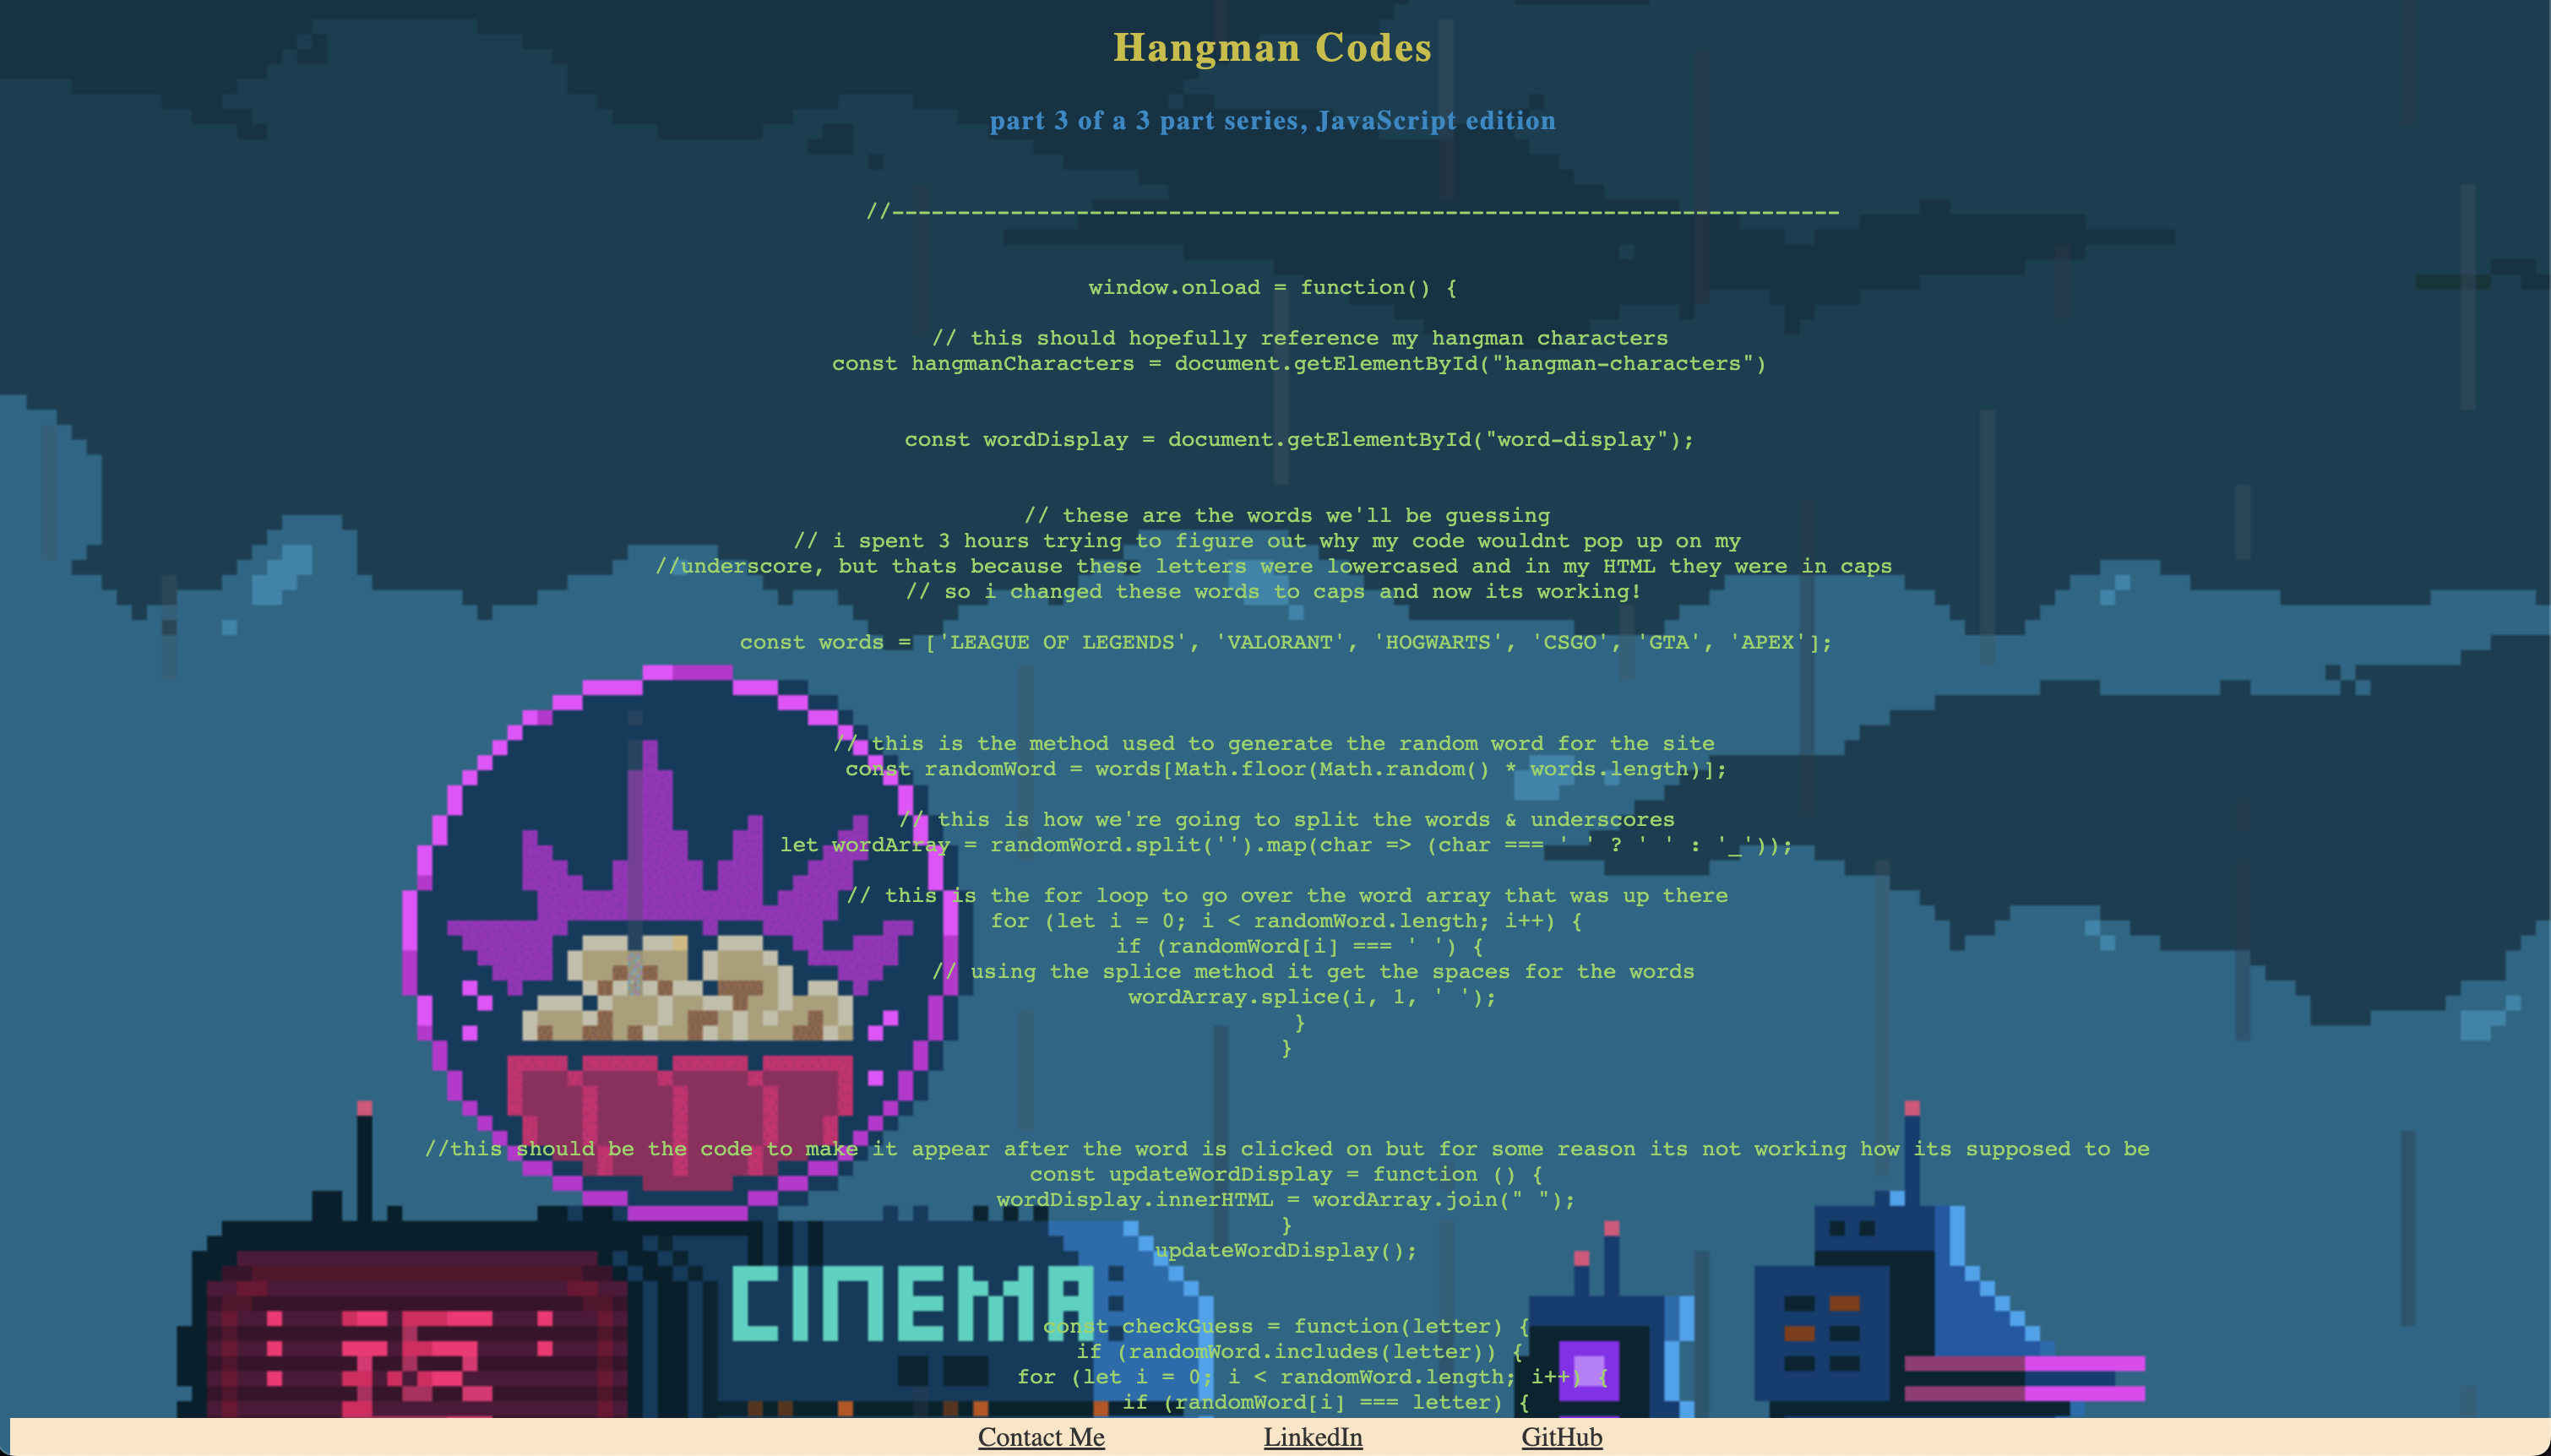 Hangman Codes
part 3 of a 3 part series, JavaScript edition
//------------------------------------------------------------------------
window.onload = function() {
// this should hopefully reference my hangman characters
const hangmanCharacters = document.getElementById("hangman-characters")
const wordDisplay = document.getElementById("word-display");
// these are the words we'll be guessing
// i spent 3 hours trying to figure out why my code wouldnt pop up on my
//underscore, but thats because these letters were lowercased and in my HTML they were in caps
// so i changed these words to caps and now its working!
const words = ['LEAGUE OF LEGENDS', 'VALORANT', 'HOGWARTS', 'CSGO', 'GTA', 'APEX'];
// this is the method used to generate the random word for the site
const randomWord = words[Math.floor(Math.random() * words.length)];
// this is how we're going to split the words & underscores
let wordArray = randomWord.split('').map(char => (char === ' ' ? ' ' : '_'));
// this is the for loop to go over the word array that was up there
for (let i = 0; i < randomWord.length; i++) {
if (randomWord[i] === ' ') {
// using the splice method it get the spaces for the words
wordArray.splice(i, 1, ' ');
}
}
//this should be the code to make it appear after the word is clicked on but for some reason its not working how its supposed to be
const updateWordDisplay = function () {
wordDisplay.innerHTML = wordArray.join(" ");
}
updateWordDisplay();
CINEMA
const checkGuess = function(letter) {
if (randomWord.includes(letter)) {
for (let i = 0; i < randomWord.length; i++) {
if (randomWord[i] === letter) {
Contact Me LinkedIn GitHub